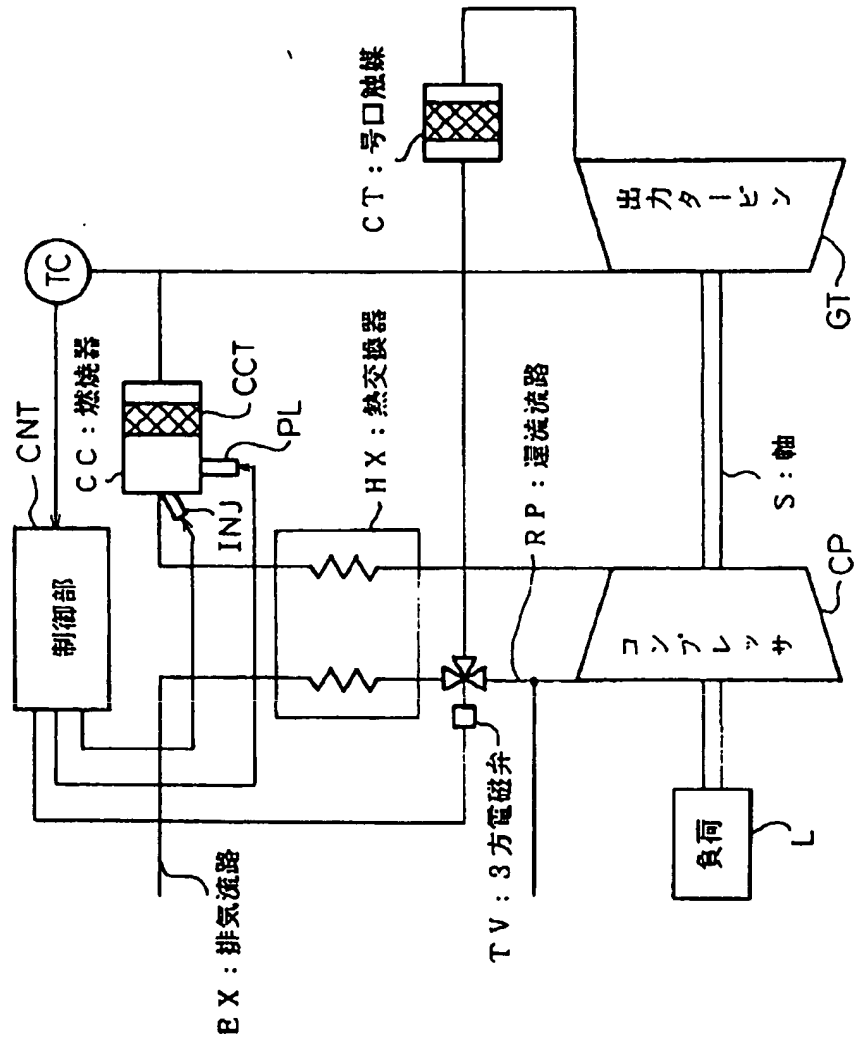 TC
CNT
制御部
CC：燃焼器
CCT
PL
INJ
HX：熱交換器
CT：号口触媒
EX：排気流路
TV：3方電磁弁
RP：還流流路
出力タービン
GT
S：軸
コンプレッサ
CP
負荷
L